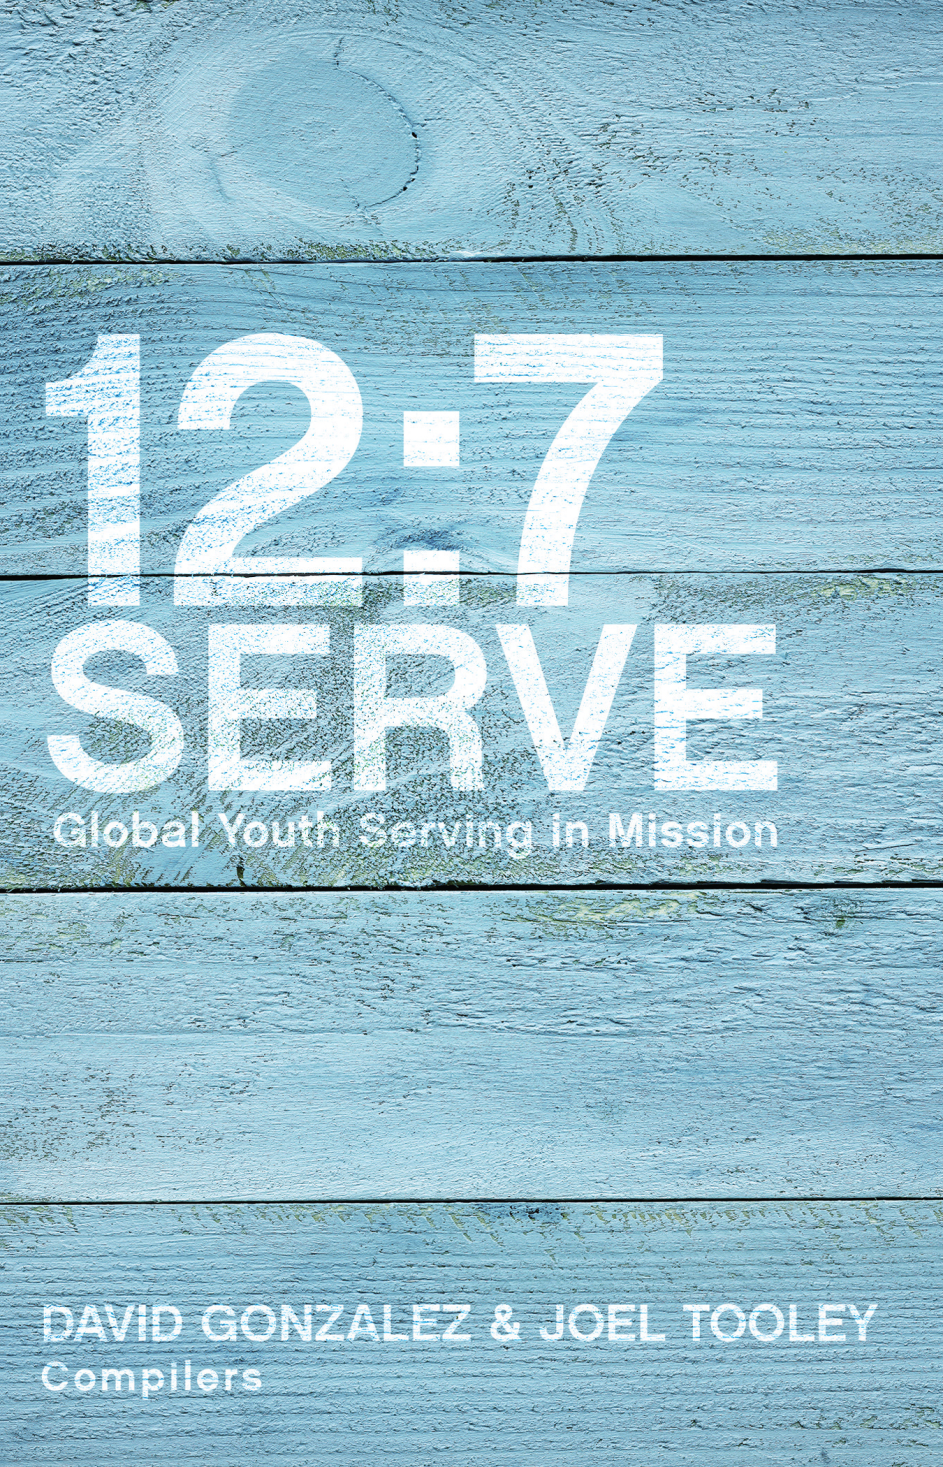 12:7
SERVE
Global Youth Serving in Mission
DAVID GONZALEZ & JOEL TOOLEY
Compilers